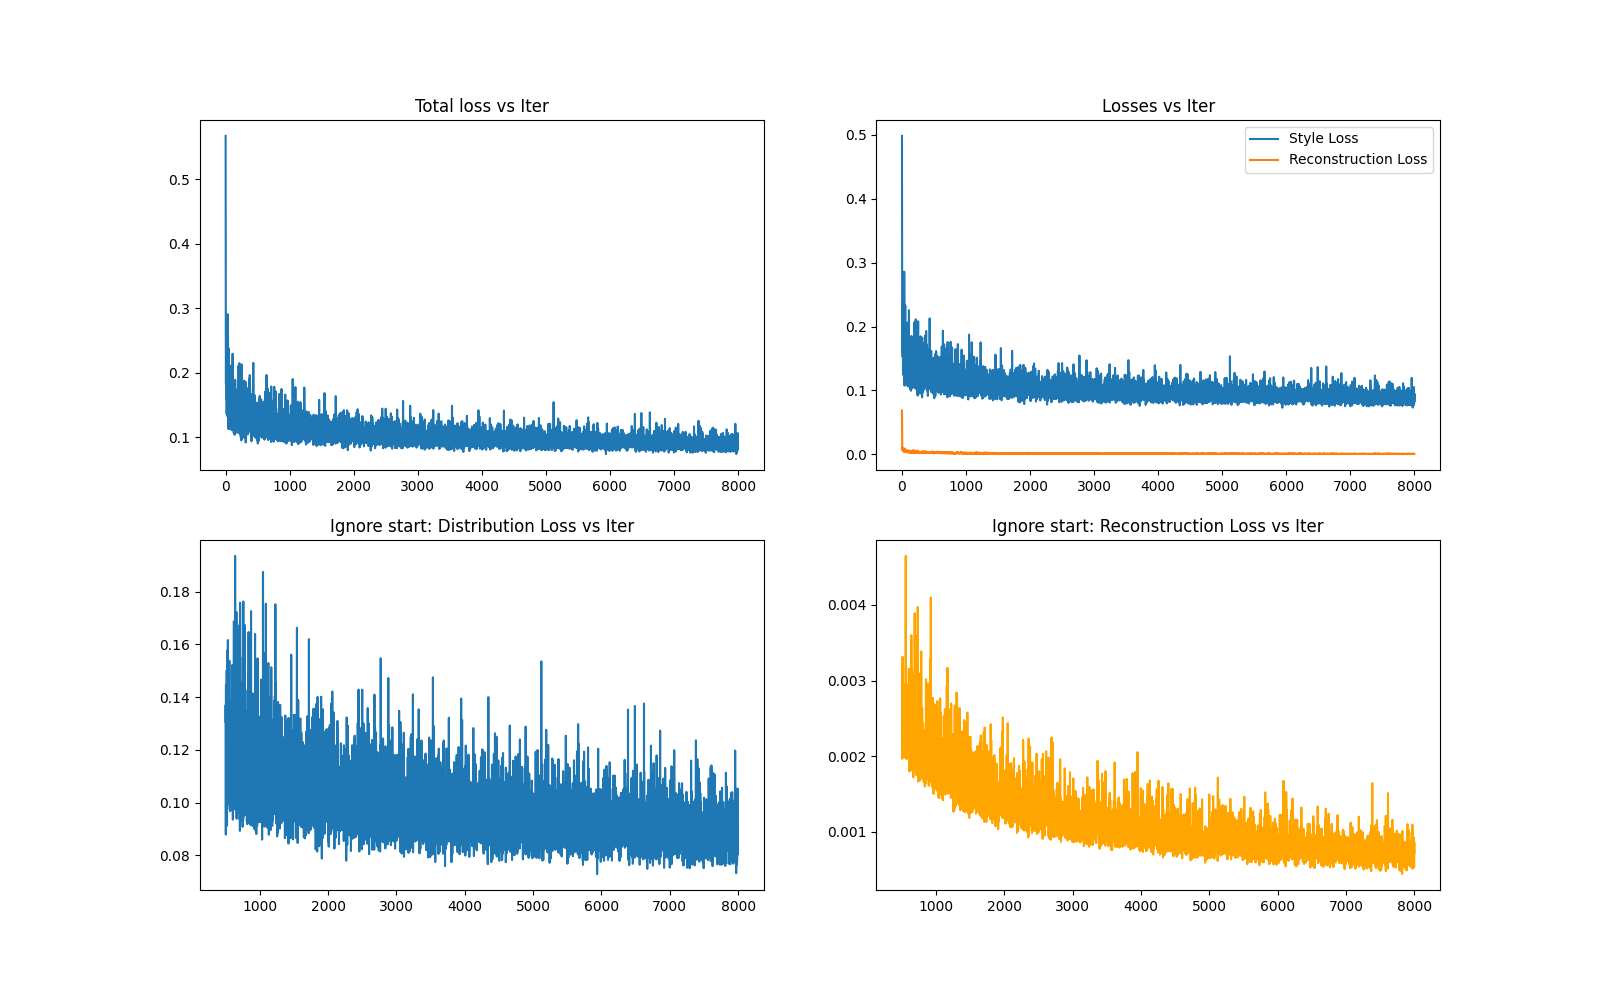 Total loss vs Iter
0.5
0.4
0.3
0.2
0.1
0 1000 2000 3000 4000 5000 6000 7000 8000
Losses vs Iter
Style Loss
Reconstruction Loss
0.5
0.4
0.3
0.2
0.1
0.0
0 1000 2000 3000 4000 5000 6000 7000 8000
Ignore start: Distribution Loss vs Iter
0.18
0.16
0.14
0.12
0.10
0.08
1000 2000 3000 4000 5000 6000 7000 8000
Ignore start: Reconstruction Loss vs Iter
0.004
0.003
0.002
0.001
1000 2000 3000 4000 5000 6000 7000 8000